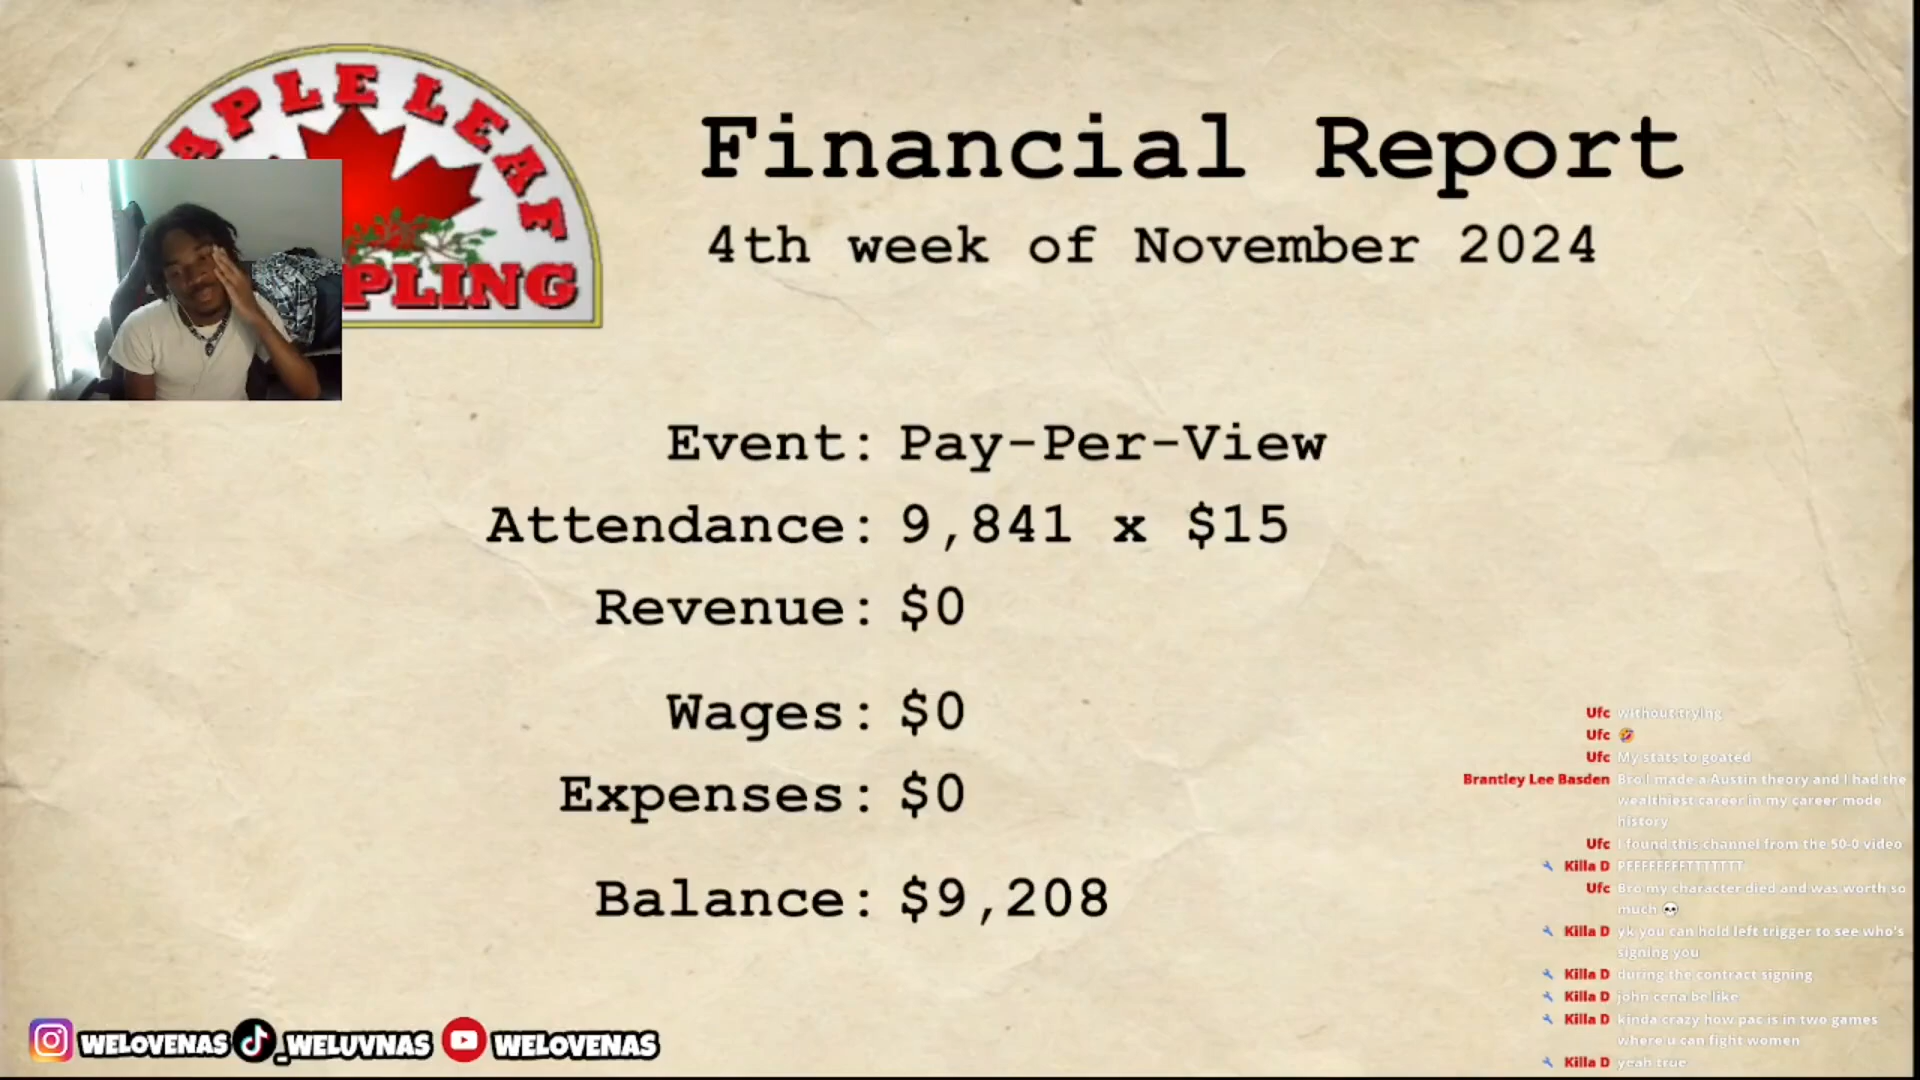 APLE LEAF
PLING
Financial Report
4th week of November 2024
Event: Pay-Per-View
Attendance: 9,841 x $15
Revenue: $0
Wages: $0
Expenses: $0
Balance: $9,208
Ufc without trying
Ufc 🤣
Ufc My stats to goated
Brantley Lee Basden Bro I made a Austin theory and I had the
wealthiest career in my career mode
history
Ufc I found this channel from the 50-0 video
Killa D PFFFFFFFFTTTTTTT
Ufc Bro my character died and was worth so
much 💀
Killa D yk you can hold left trigger to see who's
signing you
Killa D during the contract signing
Killa D john cena be like
Killa D kinda crazy how pac is in two games
where u can fight women
Killa D yeah true
WELOVENAS _WELUVNAS WELOVENAS